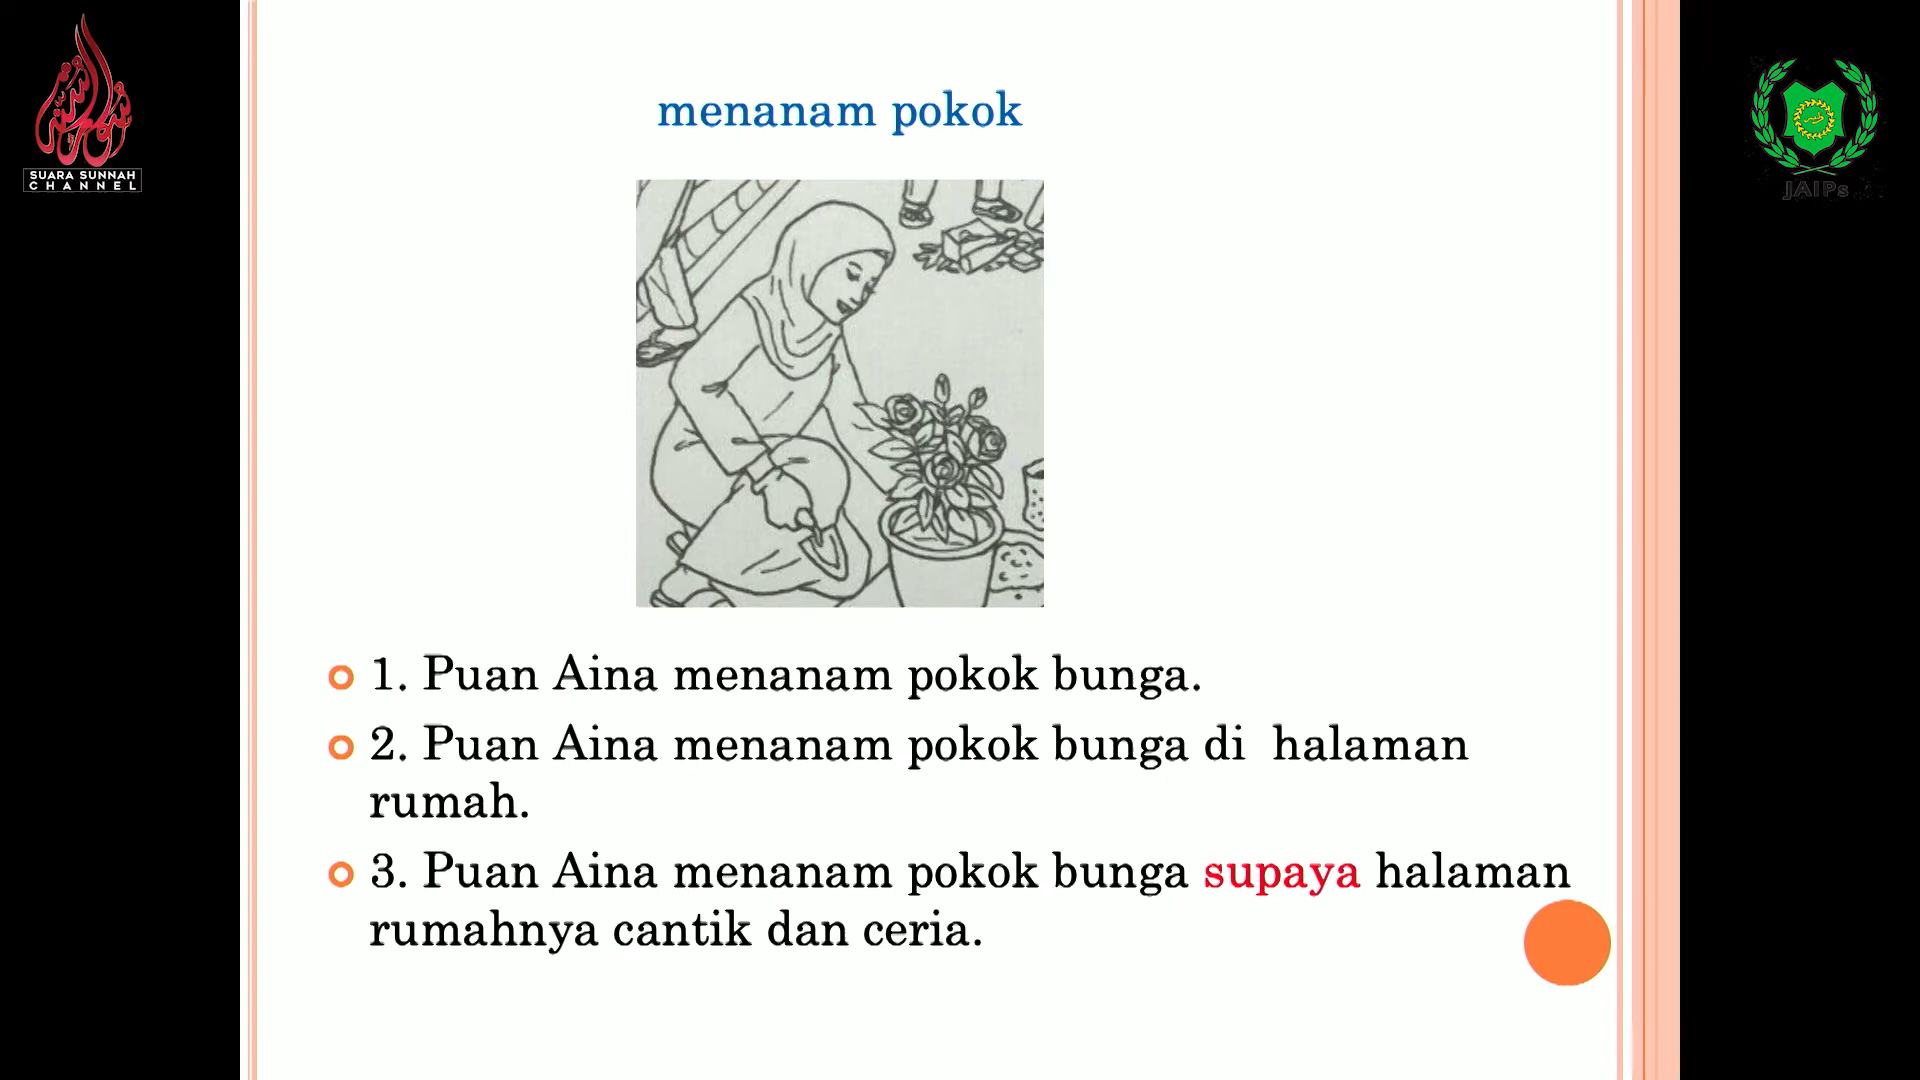 SUARA SUNNAH
CHANNEL
JAIPs
menanam pokok
1. Puan Aina menanam pokok bunga.
2. Puan Aina menanam pokok bunga di halaman
rumah.
3. Puan Aina menanam pokok bunga supaya halaman
rumahnya cantik dan ceria.